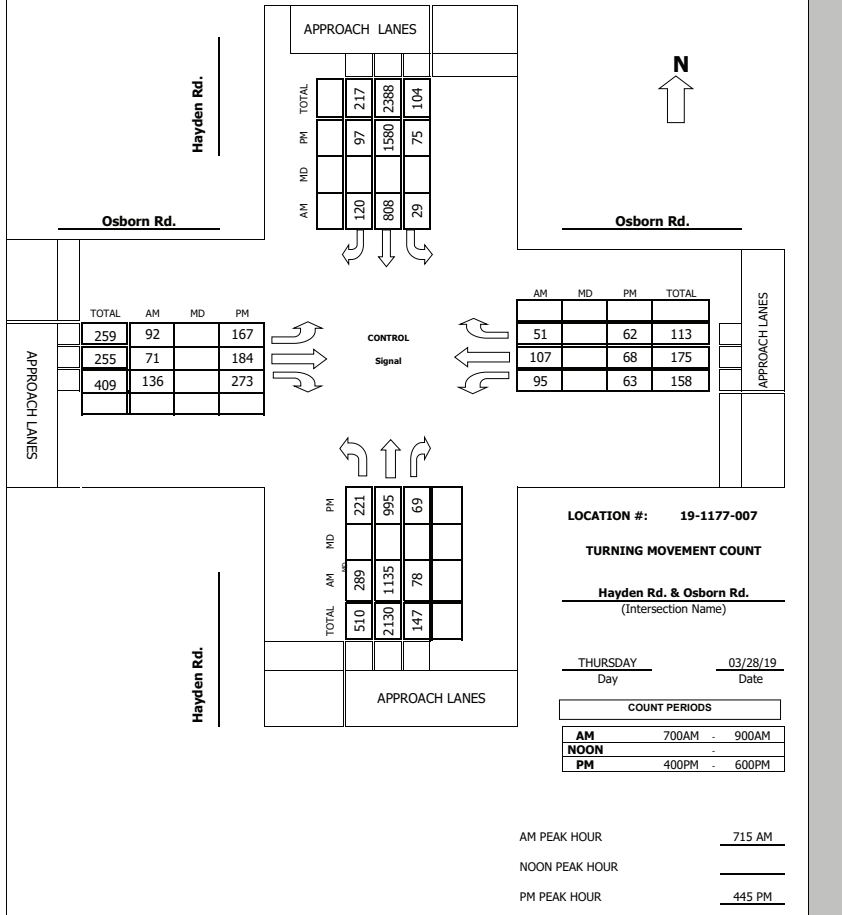 APPROACH LANES
N
Hayden Rd.
TOTAL 217 2388 104
PM 97 1580 75
MD
AM 120 808 29
Osborn Rd.
Osborn Rd.
TOTAL AM MD PM
259 92 167
255 71 184
409 136 273
APPROACH LANES
CONTROL
Signal
AM MD PM TOTAL
51 62 113
107 68 175
95 63 158
APPROACH LANES
PM 221 995 69
MD
AM 289 1135 78
MD
TOTAL 510 2130 147
APPROACH LANES
Hayden Rd.
LOCATION #: 19-1177-007
TURNING MOVEMENT COUNT
Hayden Rd. & Osborn Rd.
(Intersection Name)
THURSDAY 03/28/19
Day Date
COUNT PERIODS
AM 700AM - 900AM
NOON -
PM 400PM - 600PM
AM PEAK HOUR 715 AM
NOON PEAK HOUR
PM PEAK HOUR 445 PM